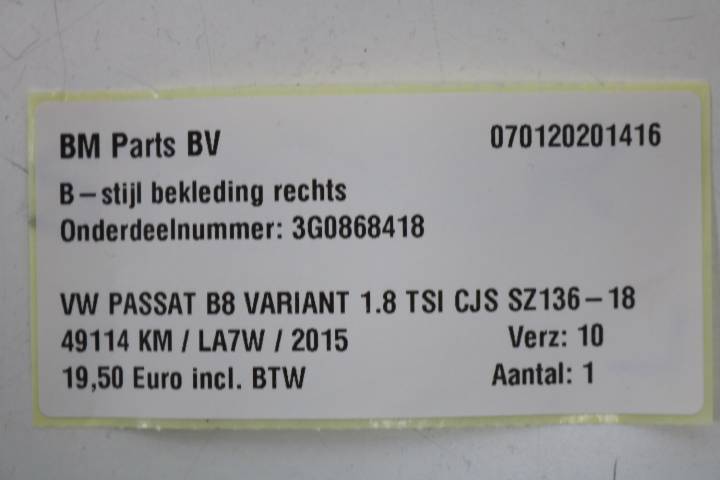 BM Parts BV 070120201416
B-stijl bekleding rechts
Onderdeelnummer: 3G0868418
VW PASSAT B8 VARIANT 1.8 TSI CJS SZ136-18
49114 KM / LA7W / 2015 Verz: 10
19,50 Euro incl. BTW Aantal: 1